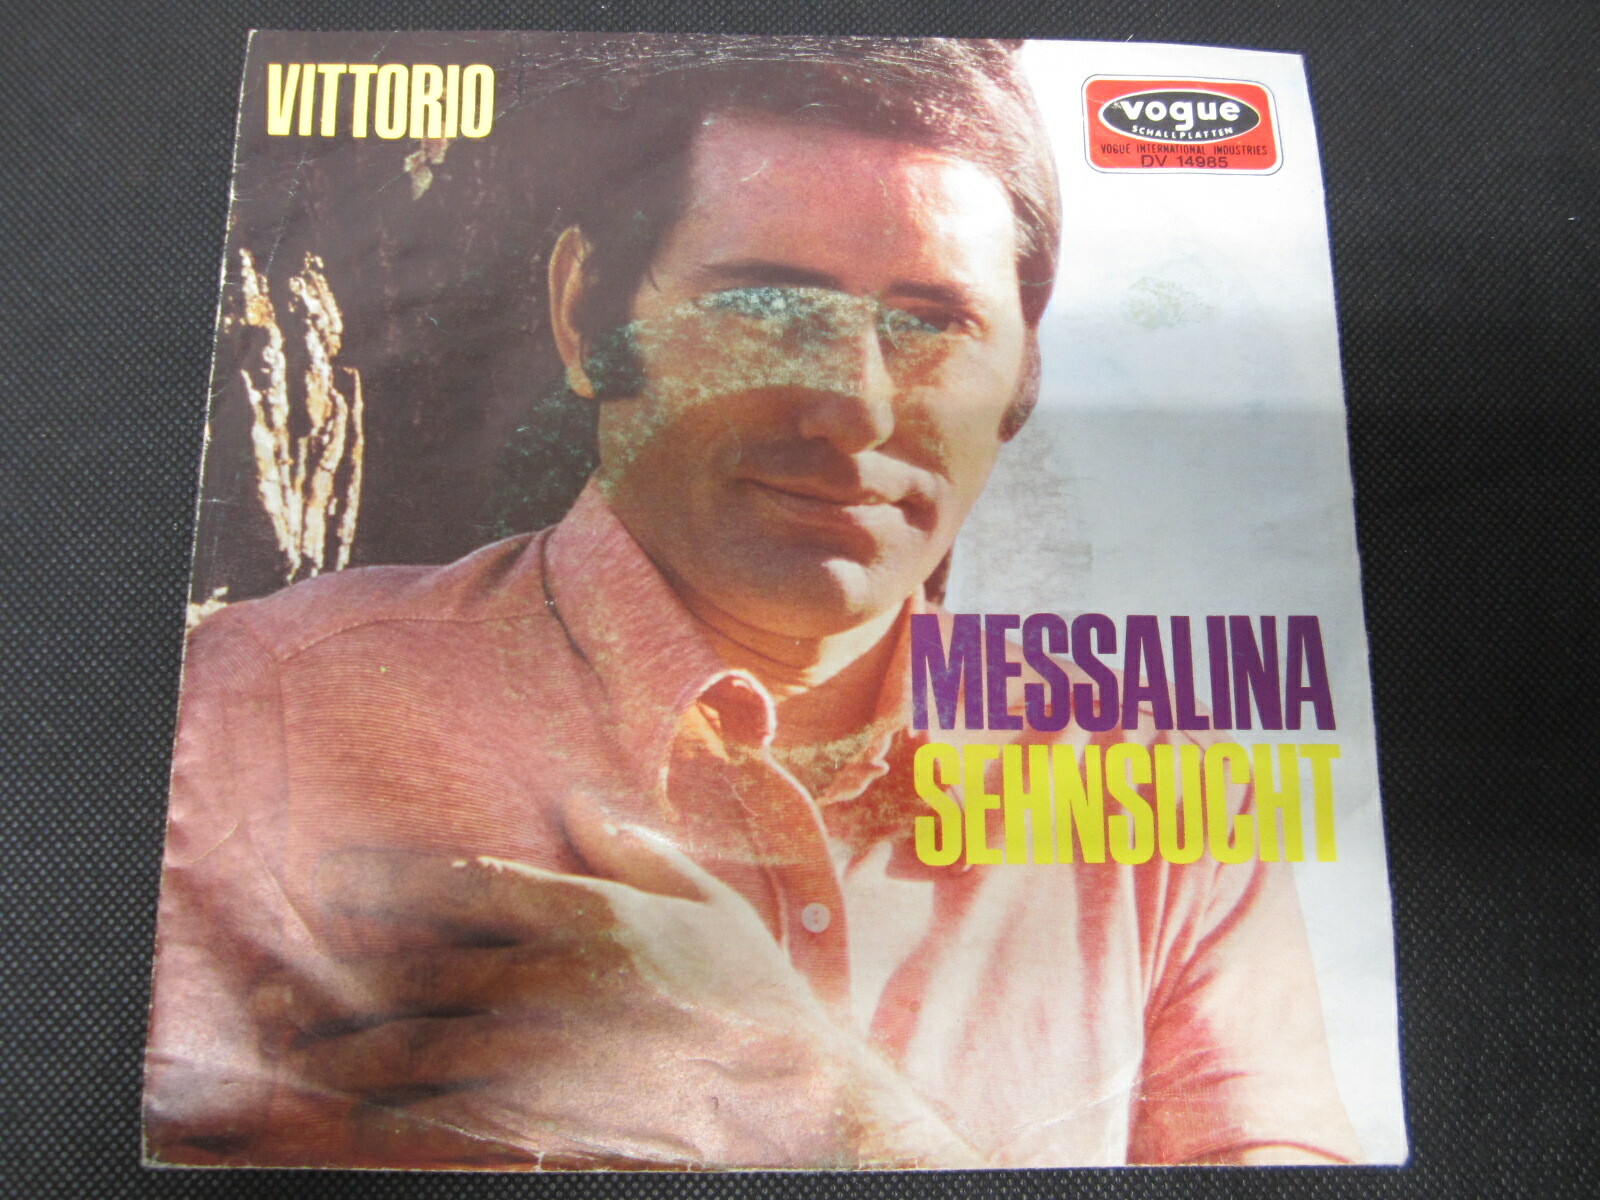 VITTORIO
vogue
SCHALLPLATTEN
VOGUE INTERNATIONAL INDUSTRIES
DV 14985
MESSALINA
SEHNSUCHT